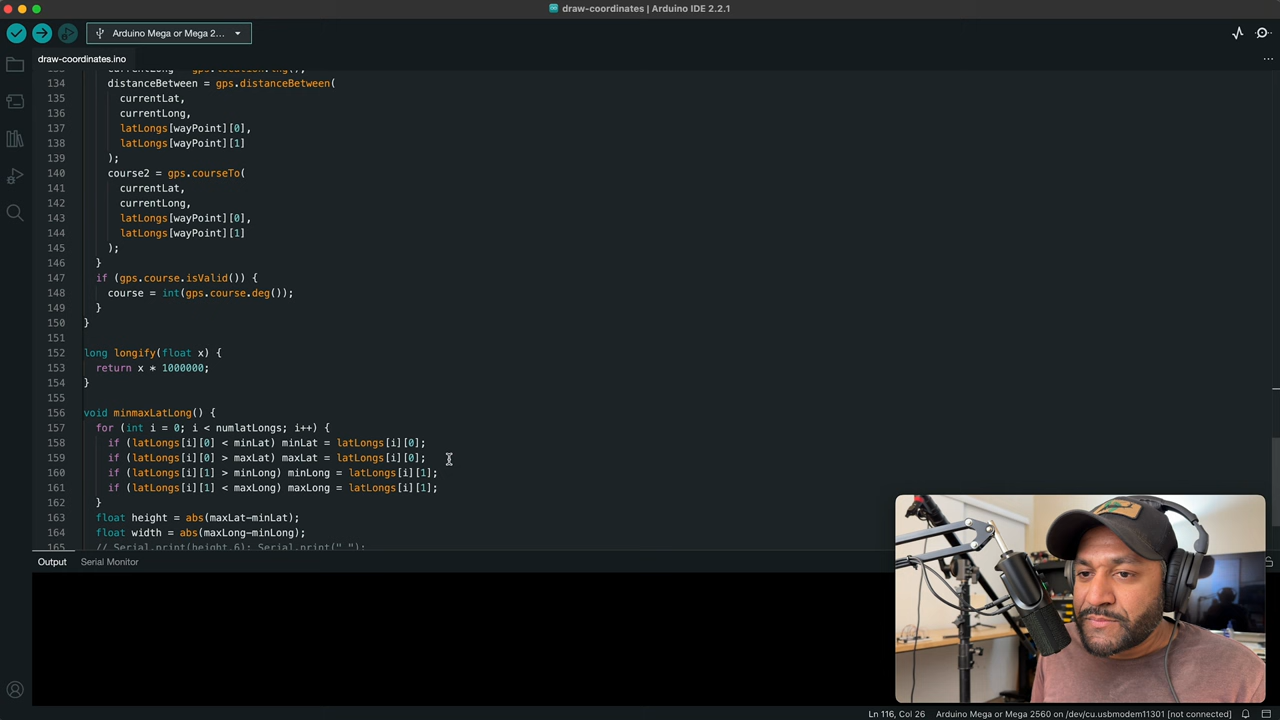 draw-coordinates | Arduino IDE 2.2.1
Arduino Mega or Mega 2...
draw-coordinates.ino
134 distanceBetween = gps.distanceBetween(
135 currentLat,
136 currentLong,
137 latLongs[wayPoint][0],
138 latLongs[wayPoint][1]
139 );
140 course2 = gps.courseTo(
141 currentLat,
142 currentLong,
143 latLongs[wayPoint][0],
144 latLongs[wayPoint][1]
145 );
146 }
147 if (gps.course.isValid()) {
148 course = int(gps.course.deg());
149 }
150 }
151
152 long longify(float x) {
153 return x * 1000000;
154 }
155
156 void minmaxLatLong() {
157 for (int i = 0; i < numlatLongs; i++) {
158 if (latLongs[i][0] < minLat) minLat = latLongs[i][0];
159 if (latLongs[i][0] > maxLat) maxLat = latLongs[i][0];
160 if (latLongs[i][1] > minLong) minLong = latLongs[i][1];
161 if (latLongs[i][1] < maxLong) maxLong = latLongs[i][1];
162 }
163 float height = abs(maxLat-minLat);
164 float width = abs(maxLong-minLong);
165 // Serial.print(height,6); Serial.print(" ");
Output Serial Monitor
Ln 116, Col 26 Arduino Mega or Mega 2560 on /dev/cu.usbmodem11301 [not connected]